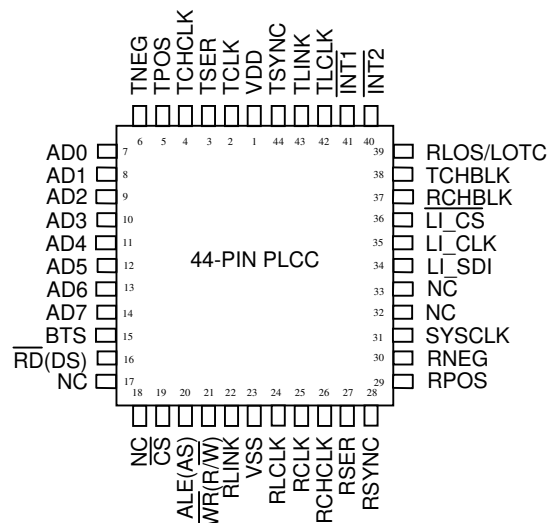 TNEG
TPOS
TCHCLK
TSER
TCLK
VDD
TSYNC
TLINK
TLCLK
INT1
INT2
6 5 4 3 2 1 44 43 42 41 40
AD0 7
AD1 8
AD2 9
AD3 10
AD4 11
AD5 12
AD6 13
AD7 14
BTS 15
RD(DS) 16
NC 17
44-PIN PLCC
39 RLOS/LOTC
38 TCHBLK
37 RCHBLK
36 LI_CS
35 LI_CLK
34 LI_SDI
33 NC
32 NC
31 SYSCLK
30 RNEG
29 RPOS
18 19 20 21 22 23 24 25 26 27 28
NC
CS
ALE(AS)
WR(R/W)
RLINK
VSS
RLCLK
RCLK
RCHCLK
RSER
RSYNC